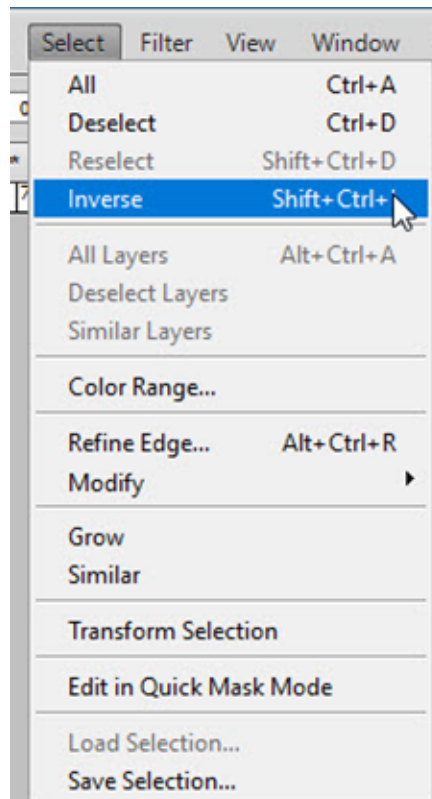 Select Filter View Window
All Ctrl+A
Deselect Ctrl+D
Reselect Shift+Ctrl+D
Inverse Shift+Ctrl+
All Layers Alt+Ctrl+A
Deselect Layers
Similar Layers
Color Range...
Refine Edge... Alt+Ctrl+R
Modify
Grow
Similar
Transform Selection
Edit in Quick Mask Mode
Load Selection...
Save Selection...